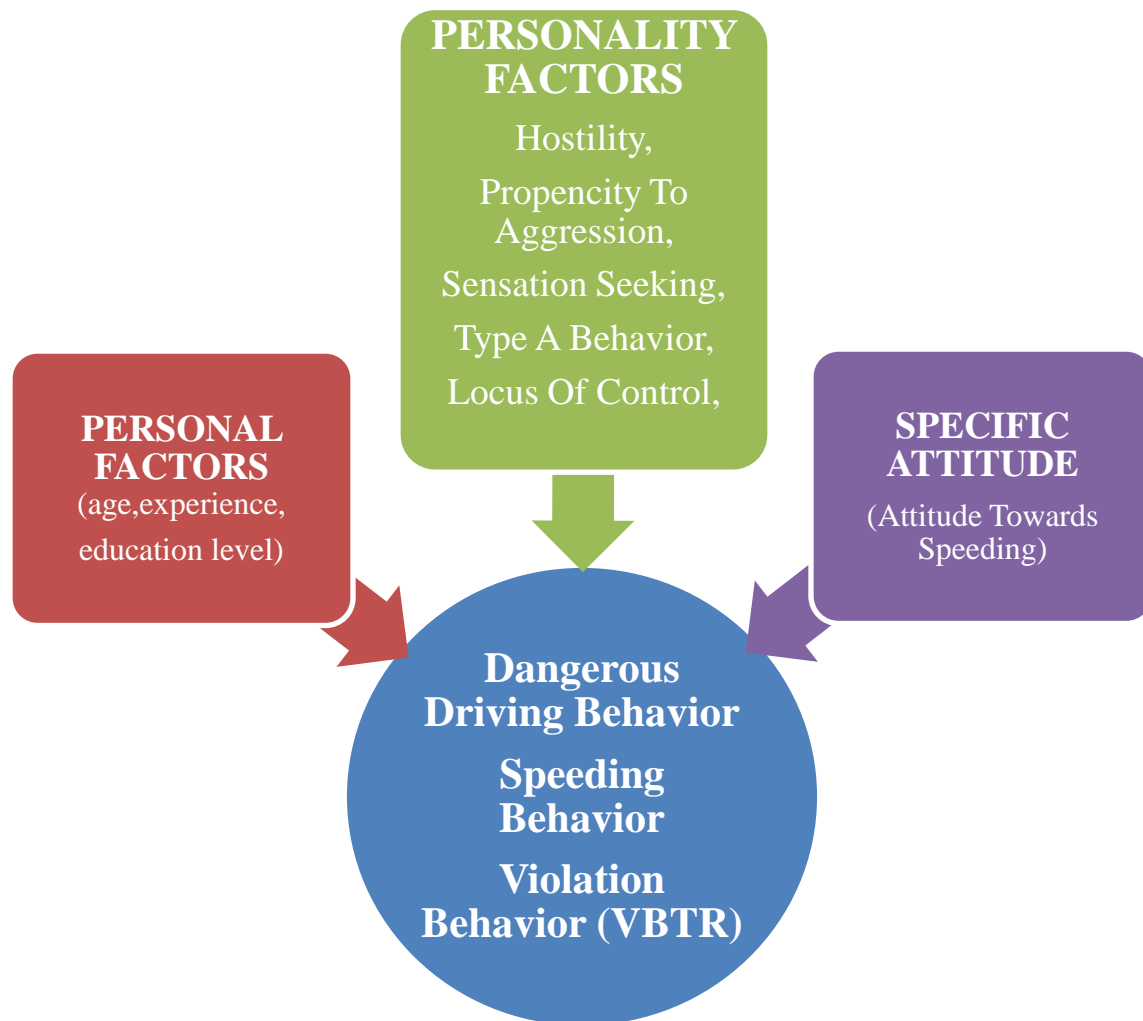 PERSONALITY
FACTORS
Hostility,
Propencity To
Aggression,
Sensation Seeking,
Type A Behavior,
Locus Of Control,
PERSONAL
FACTORS
(age,experience,
education level)
SPECIFIC
ATTITUDE
(Attitude Towards
Speeding)
Dangerous
Driving Behavior
Speeding
Behavior
Violation
Behavior (VBTR)